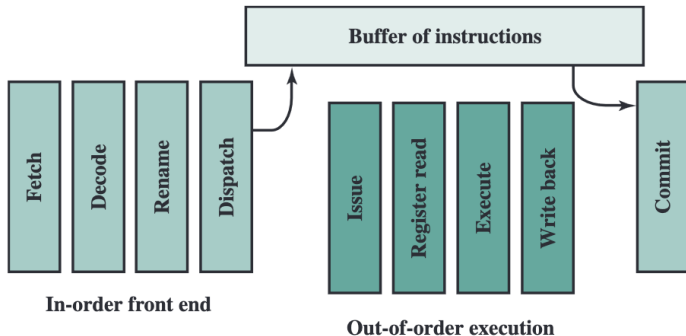 Buffer of instructions
Fetch
Decode
Rename
Dispatch
Issue
Register read
Execute
Write back
Commit
In-order front end
Out-of-order execution